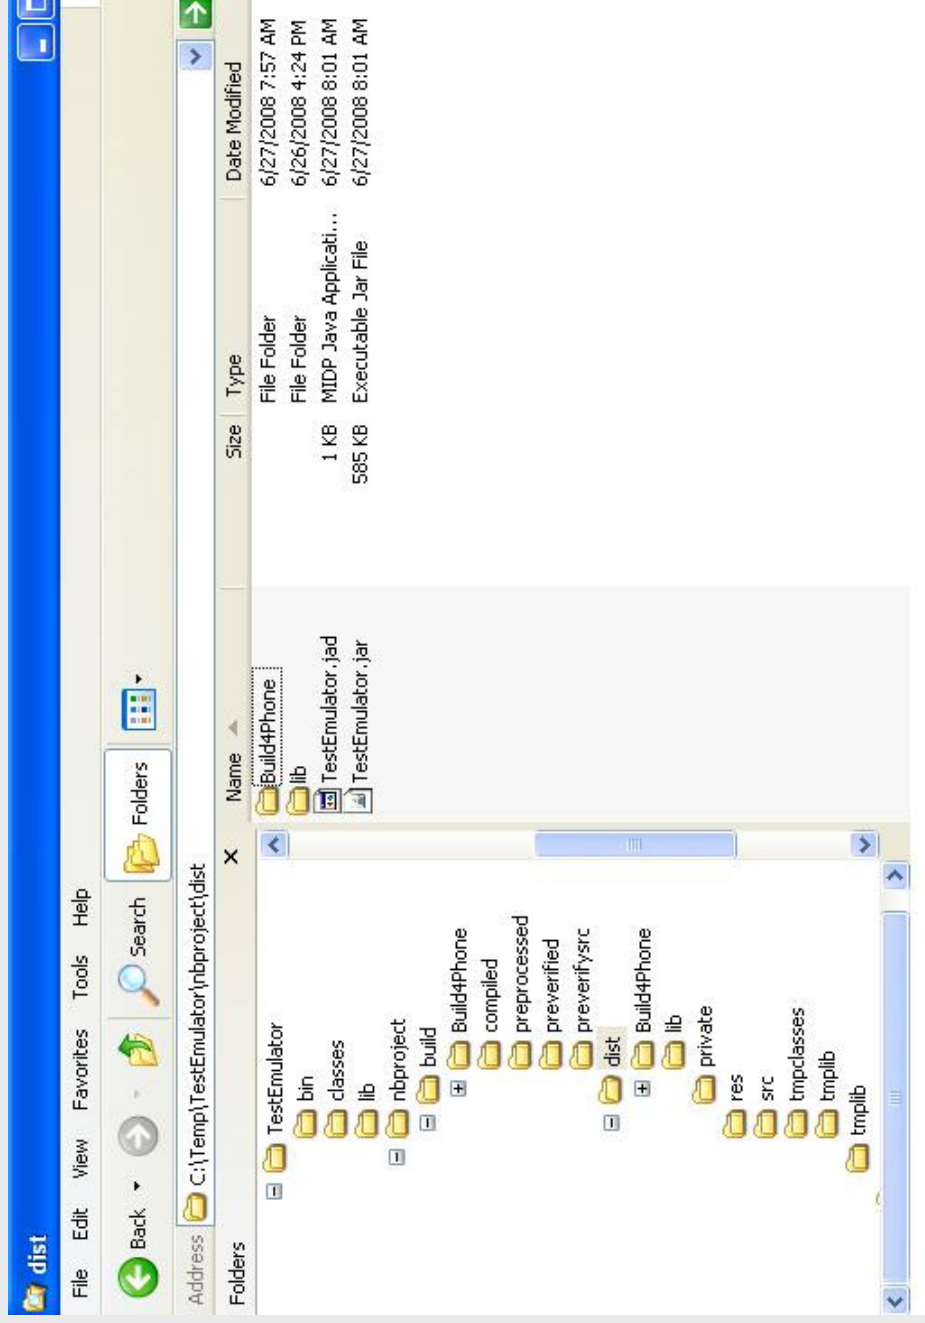 dist
File Edit View Favorites Tools Help
Back Search Folders
Address C:\Temp\TestEmulator\nbproject\dist
Folders
TestEmulator
bin
classes
lib
nbproject
build
Build4Phone
compiled
preprocessed
preverified
preverifysrc
dist
Build4Phone
lib
private
res
src
tmpclasses
tmplib
tmplib
Name Size Type Date Modified
Build4Phone File Folder 6/27/2008 7:57 AM
lib File Folder 6/26/2008 4:24 PM
TestEmulator.jad 1 KB MIDP Java Applicati... 6/27/2008 8:01 AM
TestEmulator.jar 585 KB Executable Jar File 6/27/2008 8:01 AM